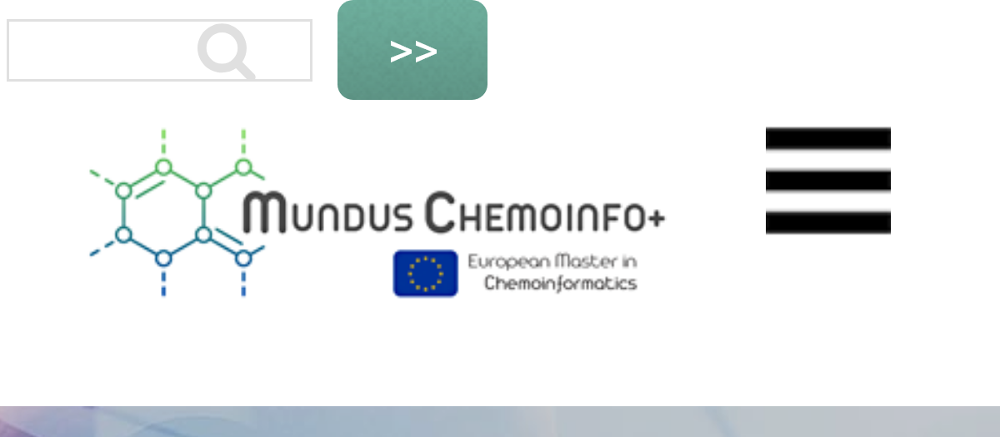 >>
Mundus Chemoinfo+
European Master in
Chemoinformatics